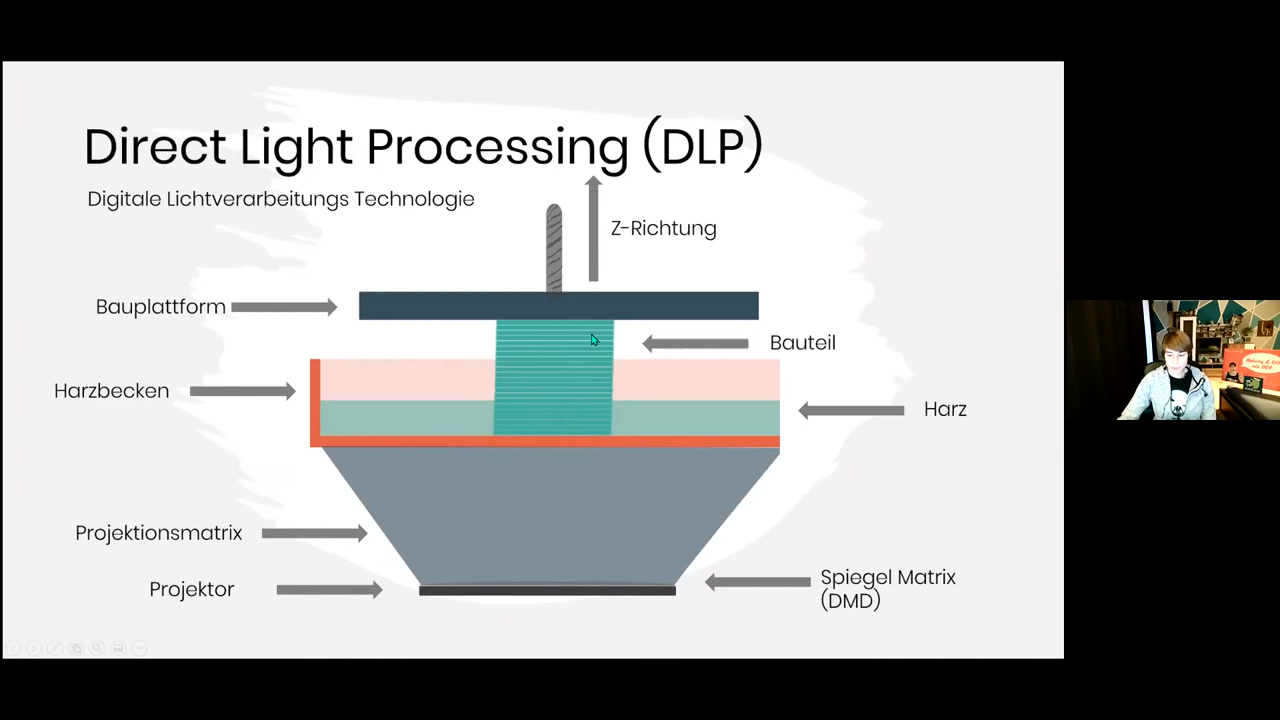 Direct Light Processing (DLP)
Digitale Lichtverarbeitungs Technologie
Z-Richtung
Bauplattform
Bauteil
Harzbecken
Harz
Projektionsmatrix
Projektor
Spiegel Matrix
(DMD)